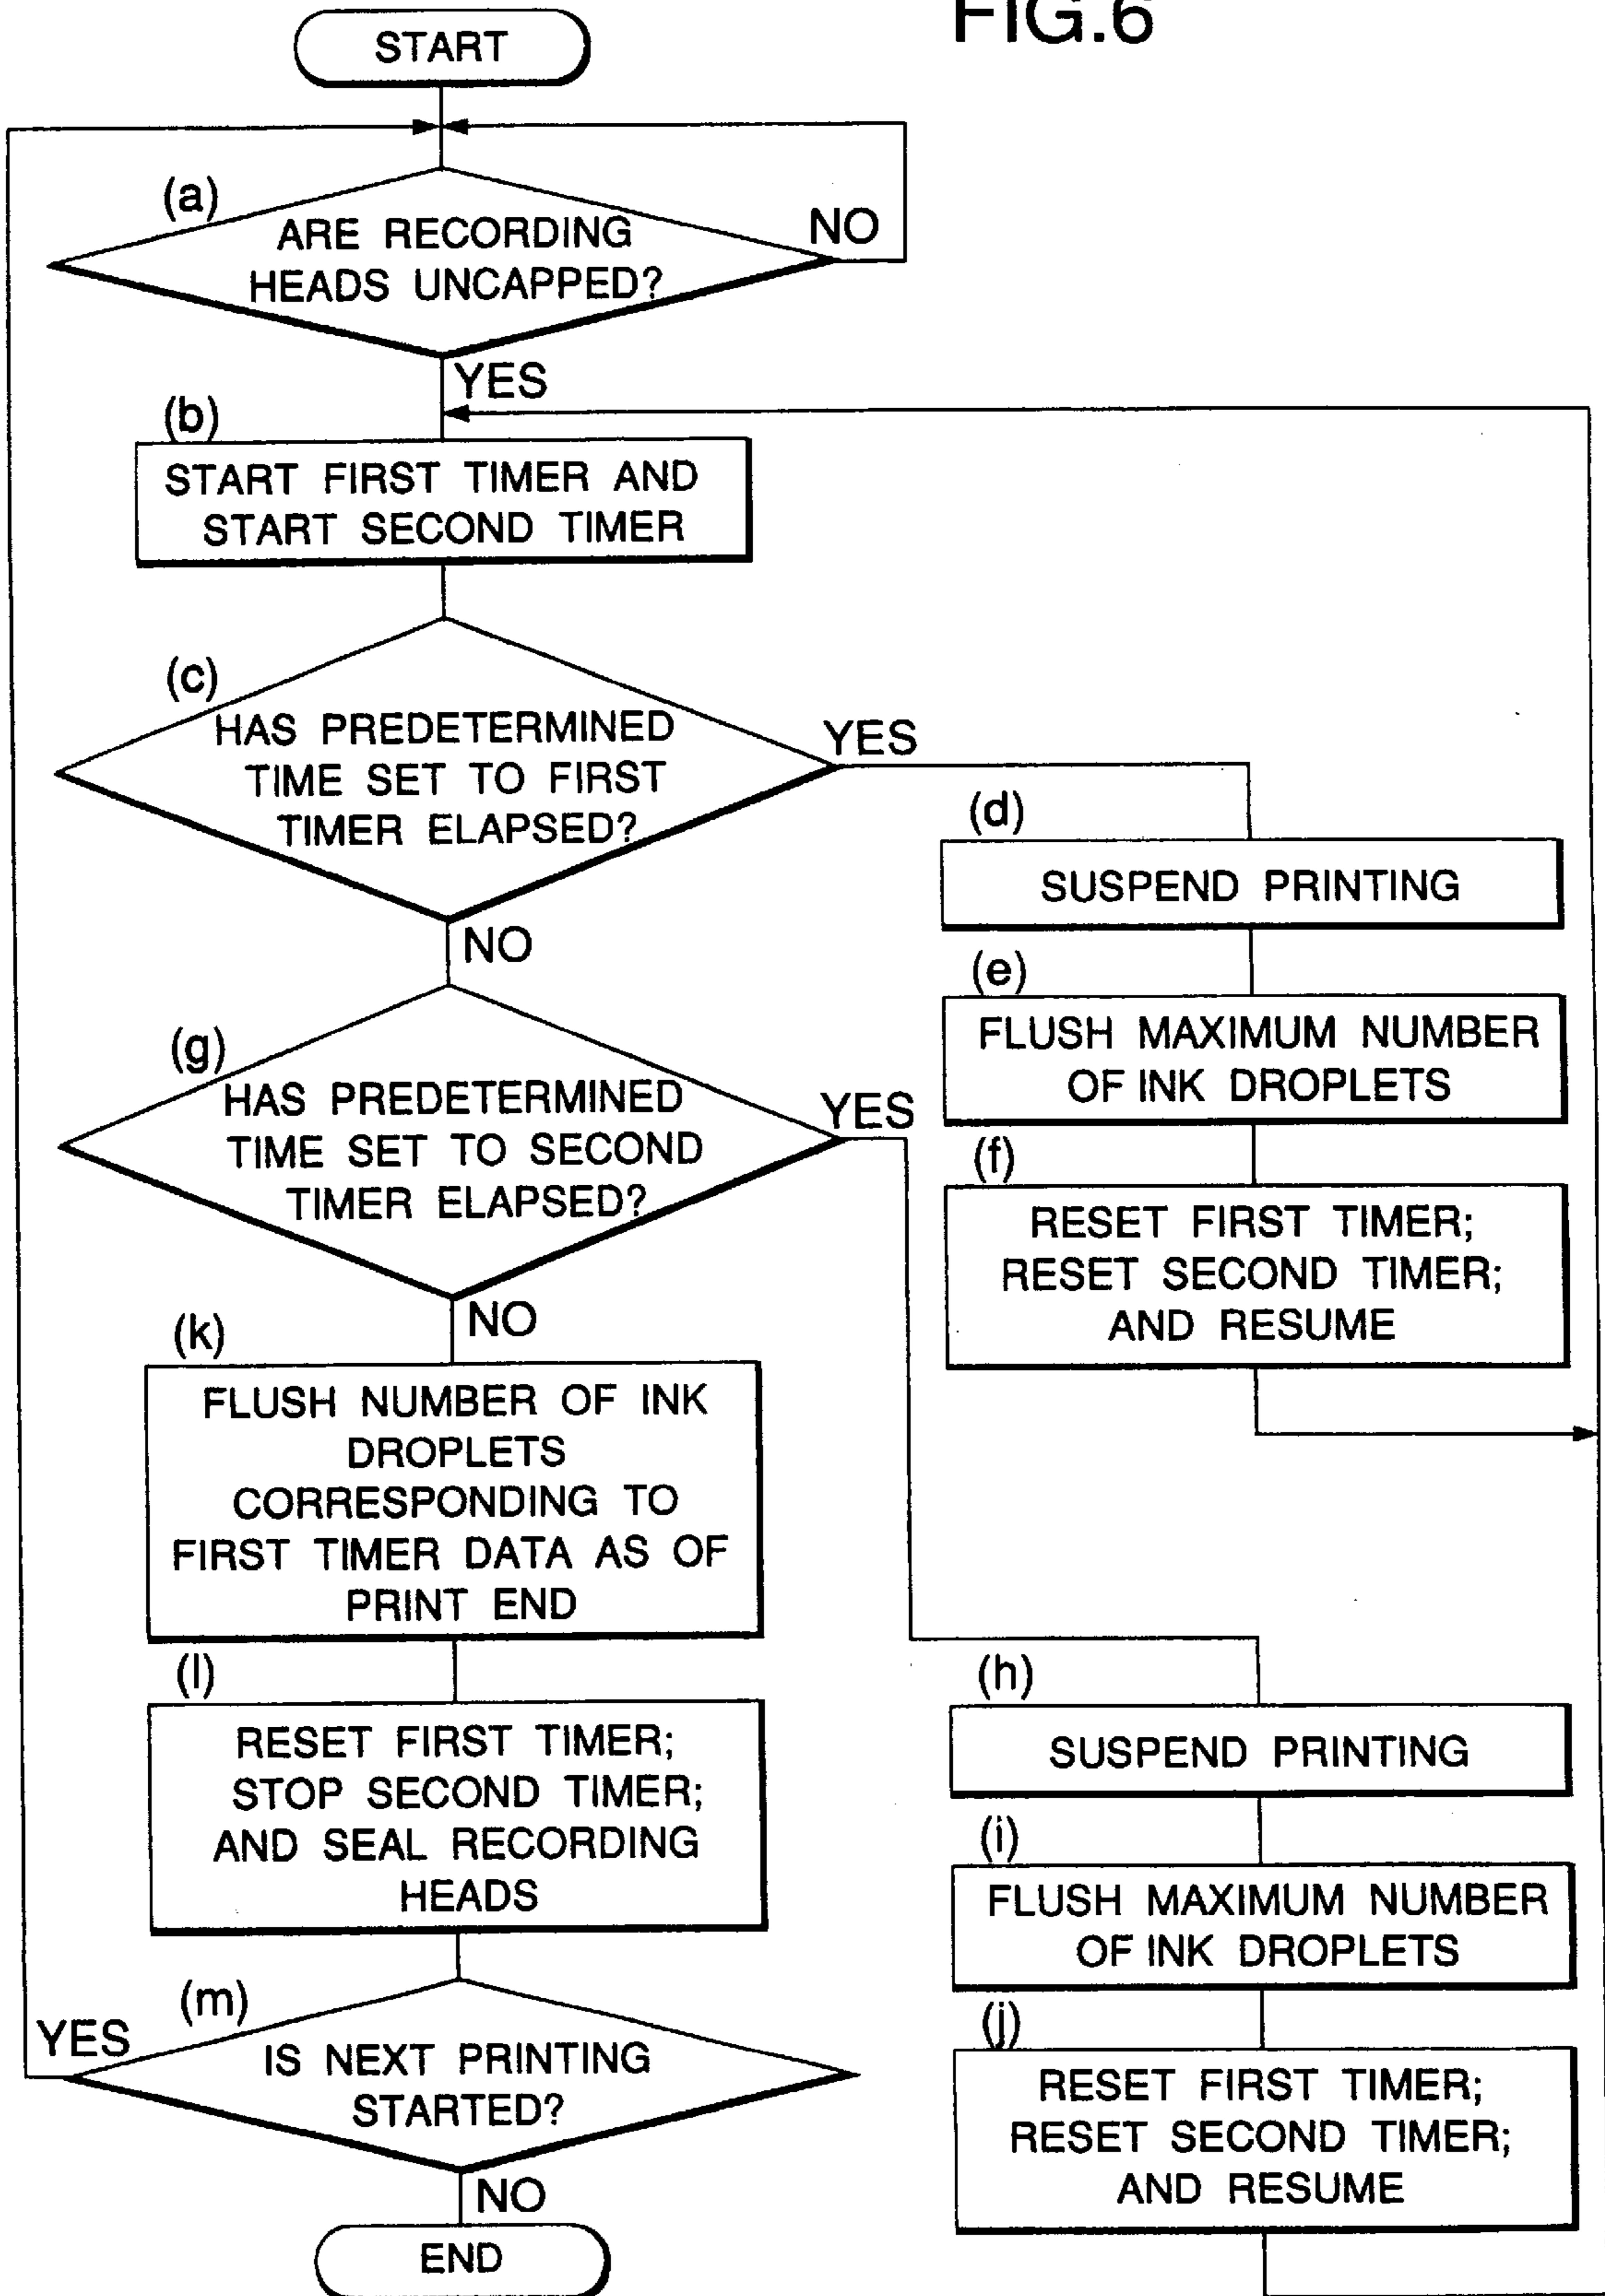 FIG.6
START
(a)
ARE RECORDING
HEADS UNCAPPED?
NO
YES
(b)
START FIRST TIMER AND
START SECOND TIMER
(c)
HAS PREDETERMINED
TIME SET TO FIRST
TIMER ELAPSED?
YES
NO
(d)
SUSPEND PRINTING
(e)
FLUSH MAXIMUM NUMBER
OF INK DROPLETS
(f)
RESET FIRST TIMER;
RESET SECOND TIMER;
AND RESUME
(g)
HAS PREDETERMINED
TIME SET TO SECOND
TIMER ELAPSED?
YES
NO
(h)
SUSPEND PRINTING
(i)
FLUSH MAXIMUM NUMBER
OF INK DROPLETS
(j)
RESET FIRST TIMER;
RESET SECOND TIMER;
AND RESUME
(k)
FLUSH NUMBER OF INK
DROPLETS
CORRESPONDING TO
FIRST TIMER DATA AS OF
PRINT END
(l)
RESET FIRST TIMER;
STOP SECOND TIMER;
AND SEAL RECORDING
HEADS
(m)
YES
IS NEXT PRINTING
STARTED?
NO
END